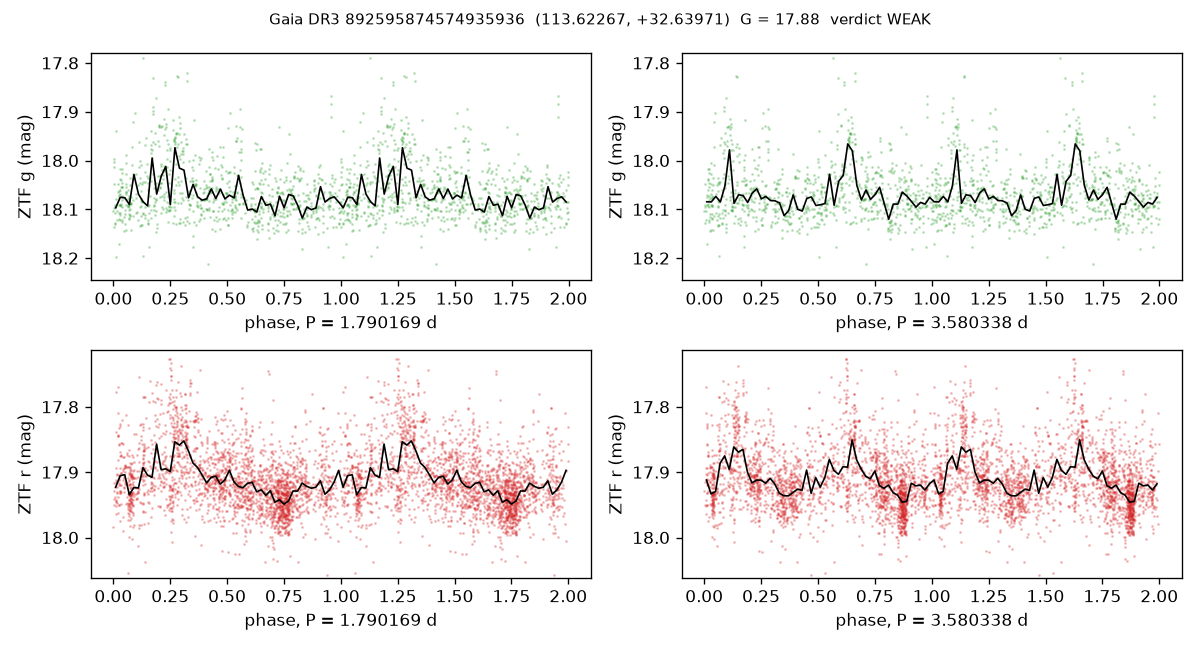 Gaia DR3 892595874574935936 (113.62267, +32.63971) G = 17.88 verdict WEAK
ZTF g (mag)
17.8
17.9
18.0
18.1
18.2
0.00 0.25 0.50 0.75 1.00 1.25 1.50 1.75 2.00
phase, P = 1.790169 d
ZTF g (mag)
17.8
17.9
18.0
18.1
18.2
0.00 0.25 0.50 0.75 1.00 1.25 1.50 1.75 2.00
phase, P = 3.580338 d
ZTF r (mag)
17.8
17.9
18.0
0.00 0.25 0.50 0.75 1.00 1.25 1.50 1.75 2.00
phase, P = 1.790169 d
ZTF r (mag)
17.8
17.9
18.0
0.00 0.25 0.50 0.75 1.00 1.25 1.50 1.75 2.00
phase, P = 3.580338 d